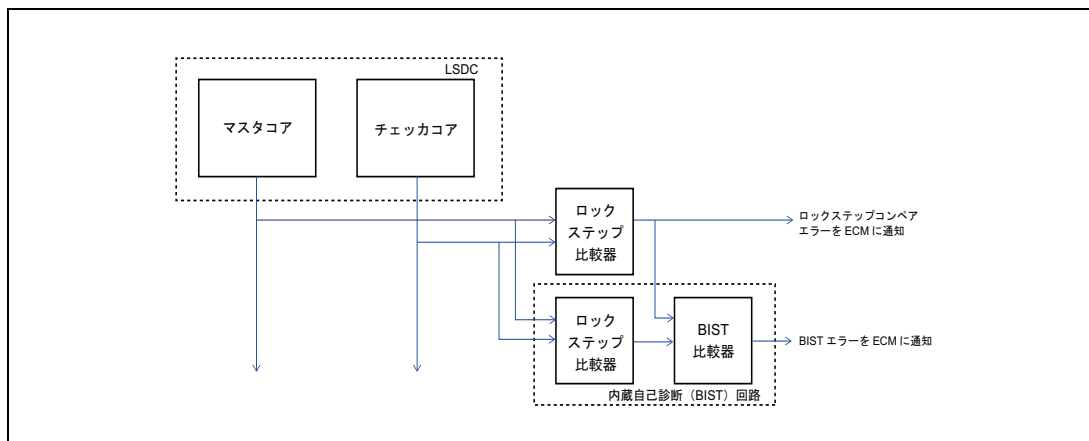 LSDC
マスタコア
チェッカコア
ロック
ステップ
比較器
ロックステップコンペア
エラーを ECM に通知
ロック
ステップ
比較器
BIST
比較器
BIST エラーを ECM に通知
内蔵自己診断（BIST）回路